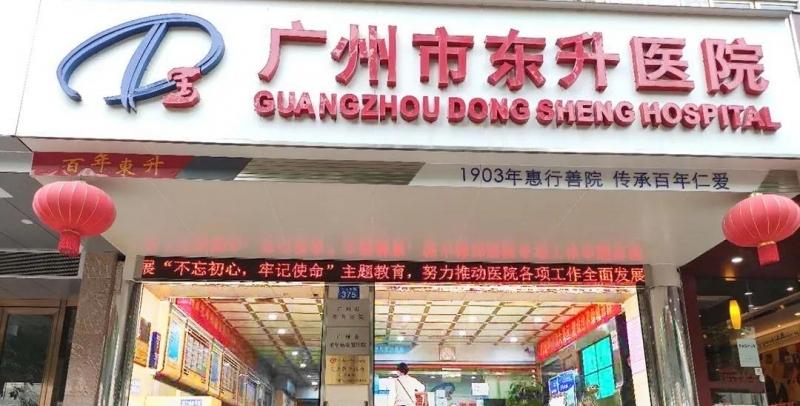 广州市东升医院
GUANGZHOU DONG SHENG HOSPITAL
百年東升
1903年惠行善院 传承百年仁爱
展“不忘初心，牢记使命”主题教育，努力推动医院各项工作全面发展
375